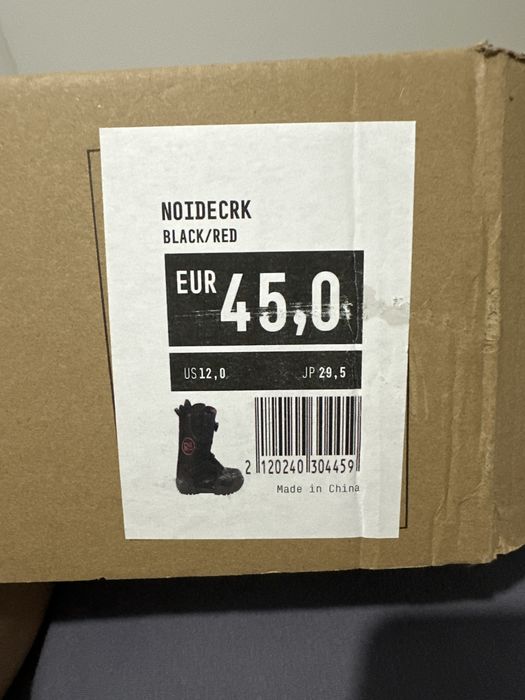 NOIDECRK
BLACK/RED
EUR 45,0
US 12,0 JP 29,5
2 120240 304459
Made in China